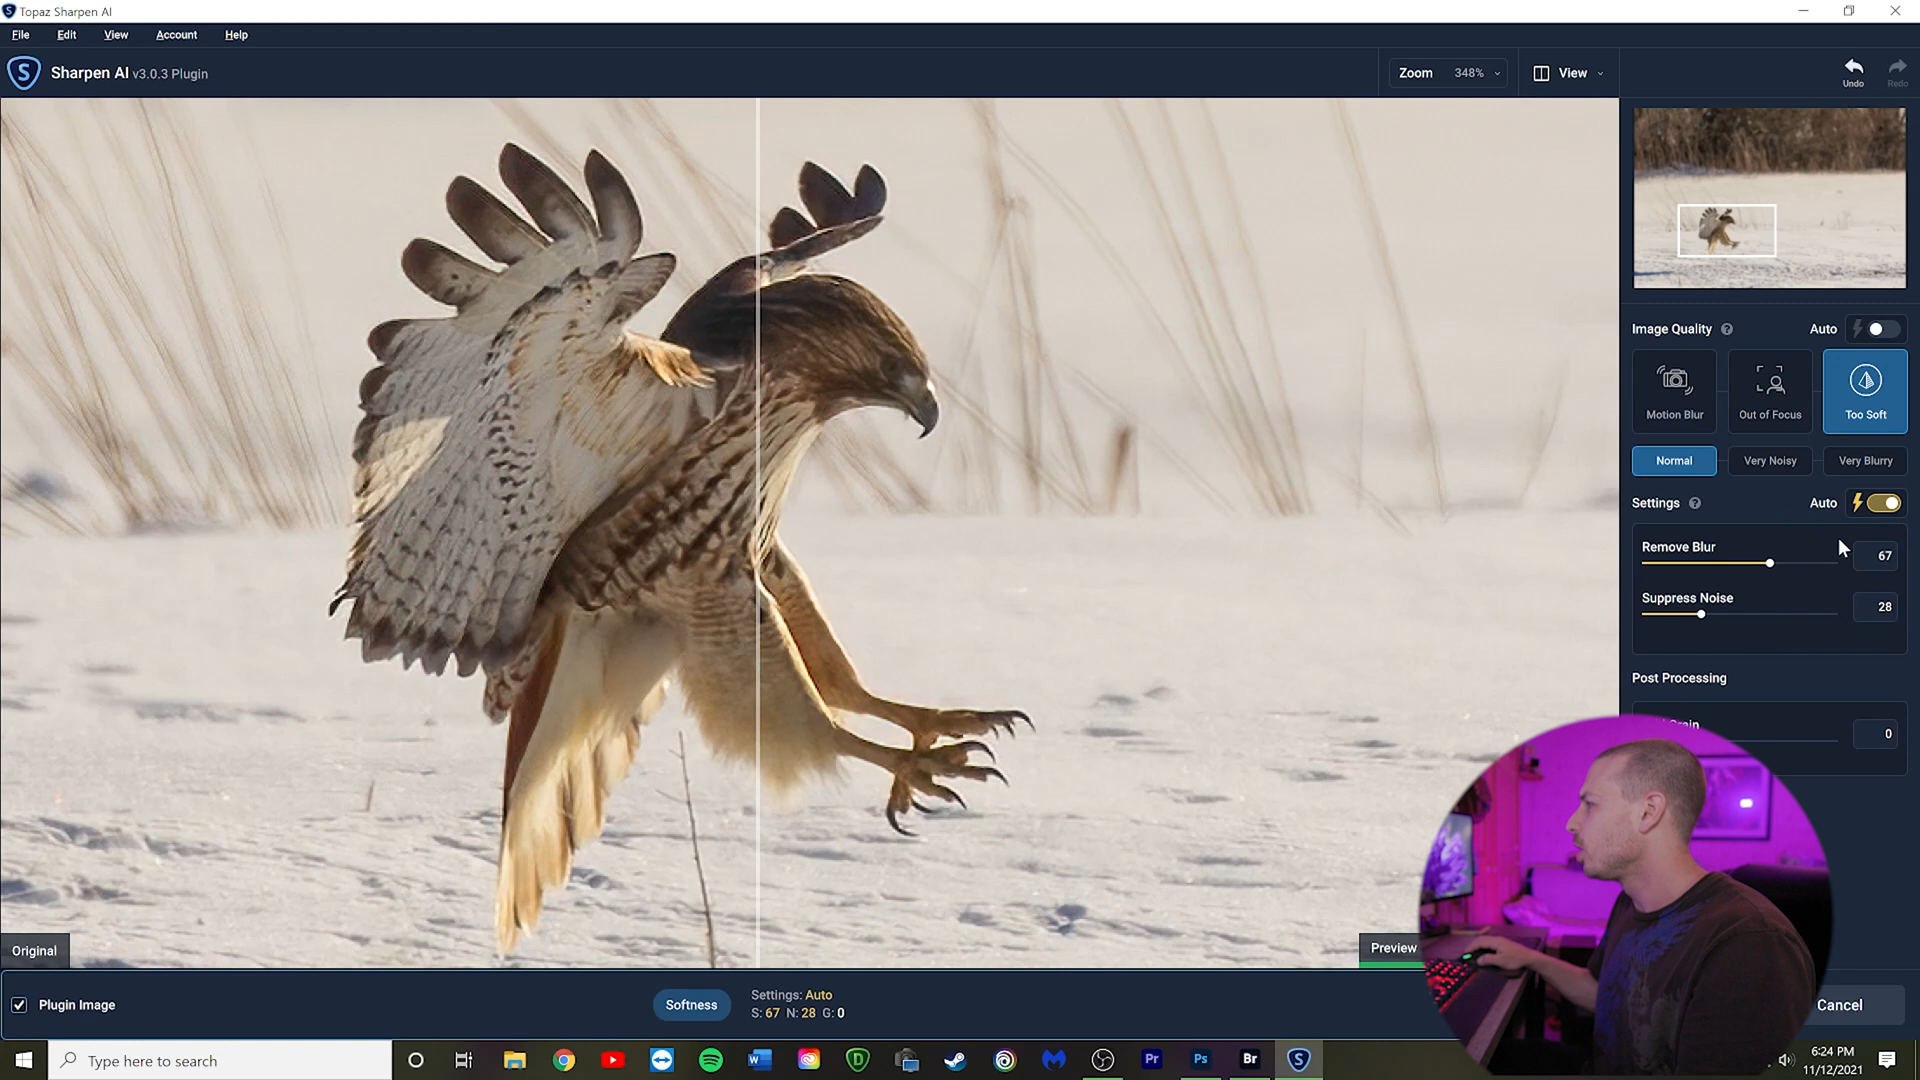 Topaz Sharpen AI
File Edit View Account Help
Sharpen AI v3.0.3 Plugin
Zoom 348% View
Undo Redo
Image Quality Auto
Motion Blur Out of Focus Too Soft
Normal Very Noisy Very Blurry
Settings Auto
Remove Blur 67
Suppress Noise 28
Post Processing
0
Original Preview
Plugin Image Softness
Settings: Auto
S: 67 N: 28 G: 0
Cancel
Type here to search
W Pr Ps Br S
6:24 PM
11/12/2021